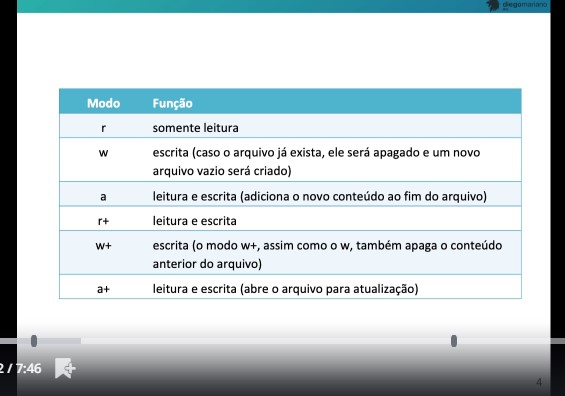 diegomariano
Modo Função
r somente leitura
w escrita (caso o arquivo já exista, ele será apagado e um novo
arquivo vazio será criado)
a leitura e escrita (adiciona o novo conteúdo ao fim do arquivo)
r+ leitura e escrita
w+ escrita (o modo w+, assim como o w, também apaga o conteúdo
anterior do arquivo)
a+ leitura e escrita (abre o arquivo para atualização)
2 / 7:46
4